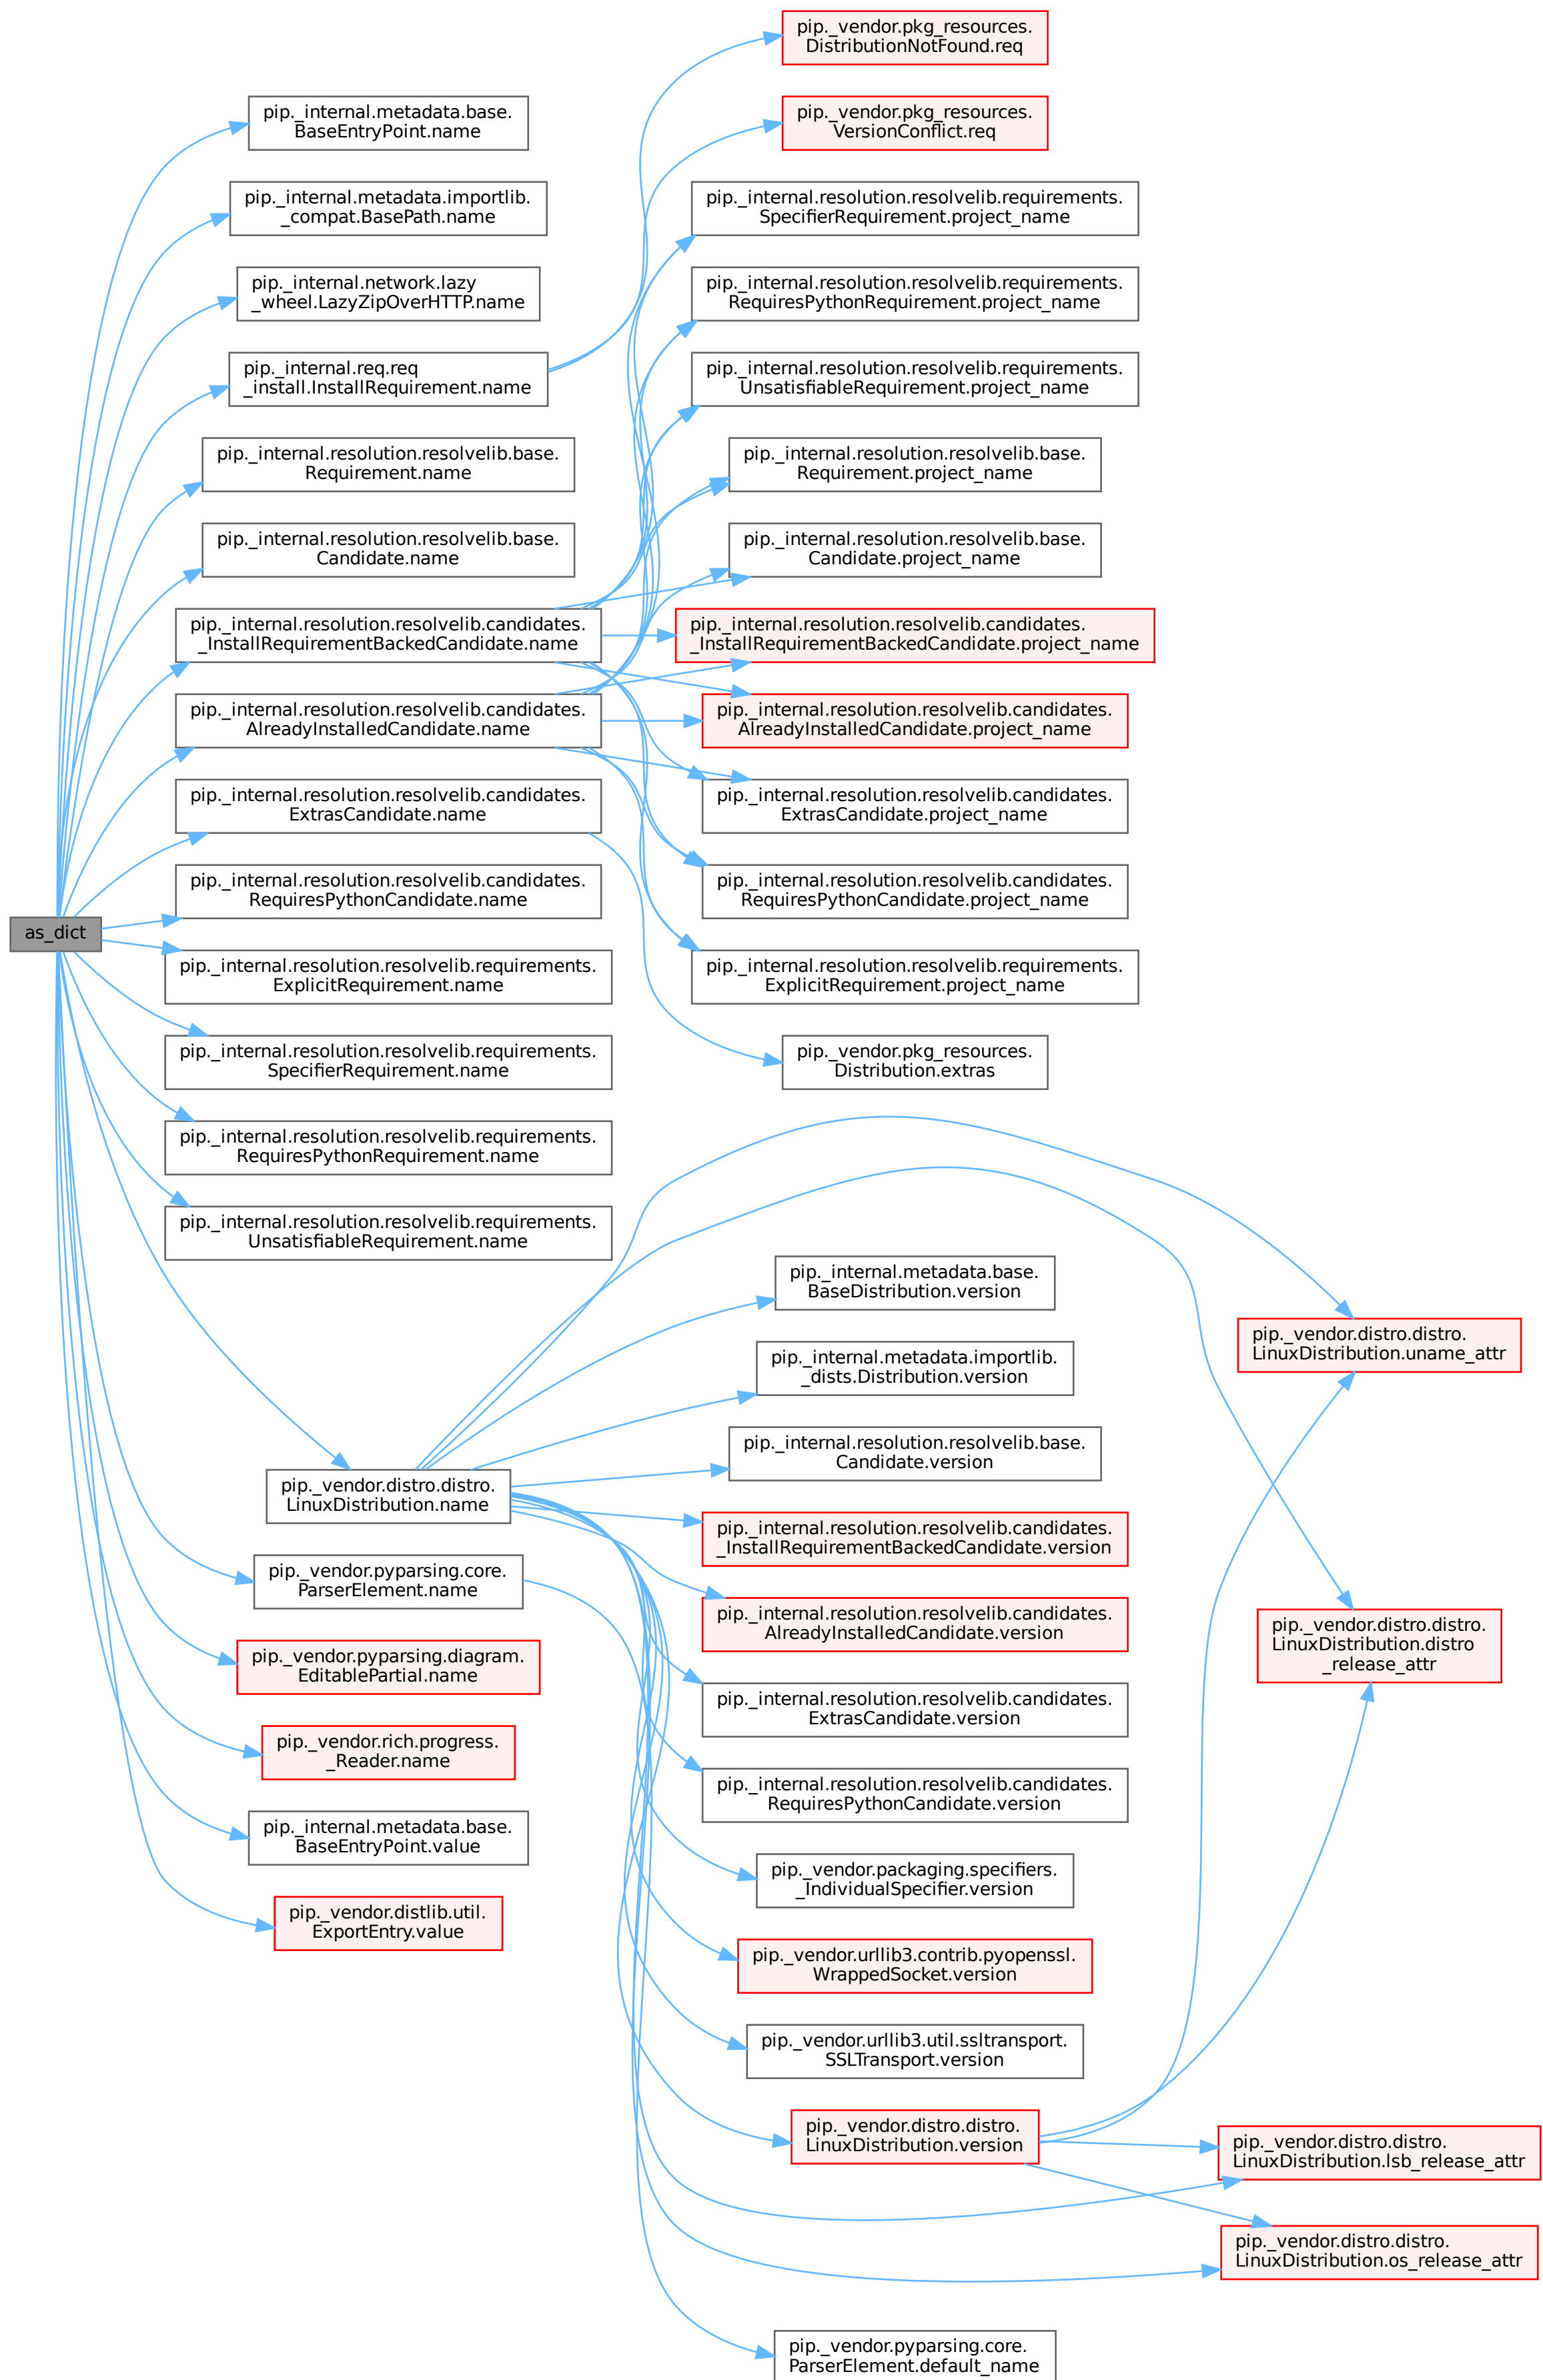 as_dict
pip._internal.metadata.base.
BaseEntryPoint.name
pip._internal.metadata.importlib.
_compat.BasePath.name
pip._internal.network.lazy
_wheel.LazyZipOverHTTP.name
pip._internal.req.req
_install.InstallRequirement.name
pip._internal.resolution.resolvelib.base.
Requirement.name
pip._internal.resolution.resolvelib.base.
Candidate.name
pip._internal.resolution.resolvelib.candidates.
_InstallRequirementBackedCandidate.name
pip._internal.resolution.resolvelib.candidates.
AlreadyInstalledCandidate.name
pip._internal.resolution.resolvelib.candidates.
ExtrasCandidate.name
pip._internal.resolution.resolvelib.candidates.
RequiresPythonCandidate.name
pip._internal.resolution.resolvelib.requirements.
ExplicitRequirement.name
pip._internal.resolution.resolvelib.requirements.
SpecifierRequirement.name
pip._internal.resolution.resolvelib.requirements.
RequiresPythonRequirement.name
pip._internal.resolution.resolvelib.requirements.
UnsatisfiableRequirement.name
pip._vendor.distro.distro.
LinuxDistribution.name
pip._vendor.pyparsing.core.
ParserElement.name
pip._vendor.pyparsing.diagram.
EditablePartial.name
pip._vendor.rich.progress.
_Reader.name
pip._internal.metadata.base.
BaseEntryPoint.value
pip._vendor.distlib.util.
ExportEntry.value
pip._vendor.pkg_resources.
DistributionNotFound.req
pip._vendor.pkg_resources.
VersionConflict.req
pip._internal.resolution.resolvelib.requirements.
SpecifierRequirement.project_name
pip._internal.resolution.resolvelib.requirements.
RequiresPythonRequirement.project_name
pip._internal.resolution.resolvelib.requirements.
UnsatisfiableRequirement.project_name
pip._internal.resolution.resolvelib.base.
Requirement.project_name
pip._internal.resolution.resolvelib.base.
Candidate.project_name
pip._internal.resolution.resolvelib.candidates.
_InstallRequirementBackedCandidate.project_name
pip._internal.resolution.resolvelib.candidates.
AlreadyInstalledCandidate.project_name
pip._internal.resolution.resolvelib.candidates.
ExtrasCandidate.project_name
pip._internal.resolution.resolvelib.candidates.
RequiresPythonCandidate.project_name
pip._internal.resolution.resolvelib.requirements.
ExplicitRequirement.project_name
pip._vendor.pkg_resources.
Distribution.extras
pip._internal.metadata.base.
BaseDistribution.version
pip._internal.metadata.importlib.
_dists.Distribution.version
pip._internal.resolution.resolvelib.base.
Candidate.version
pip._internal.resolution.resolvelib.candidates.
_InstallRequirementBackedCandidate.version
pip._internal.resolution.resolvelib.candidates.
AlreadyInstalledCandidate.version
pip._internal.resolution.resolvelib.candidates.
ExtrasCandidate.version
pip._internal.resolution.resolvelib.candidates.
RequiresPythonCandidate.version
pip._vendor.packaging.specifiers.
_IndividualSpecifier.version
pip._vendor.urllib3.contrib.pyopenssl.
WrappedSocket.version
pip._vendor.urllib3.util.ssltransport.
SSLTransport.version
pip._vendor.distro.distro.
LinuxDistribution.version
pip._vendor.pyparsing.core.
ParserElement.default_name
pip._vendor.distro.distro.
LinuxDistribution.uname_attr
pip._vendor.distro.distro.
LinuxDistribution.distro
_release_attr
pip._vendor.distro.distro.
LinuxDistribution.lsb_release_attr
pip._vendor.distro.distro.
LinuxDistribution.os_release_attr